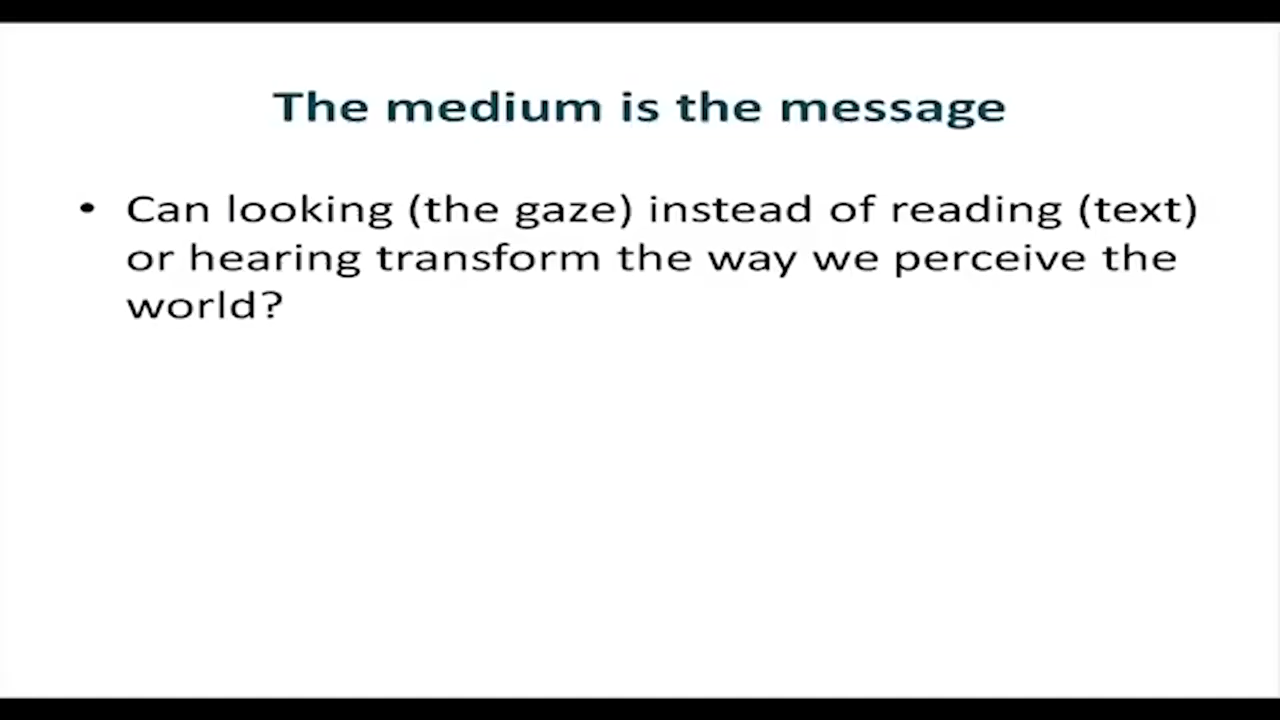 The medium is the message
• Can looking (the gaze) instead of reading (text)
or hearing transform the way we perceive the
world?